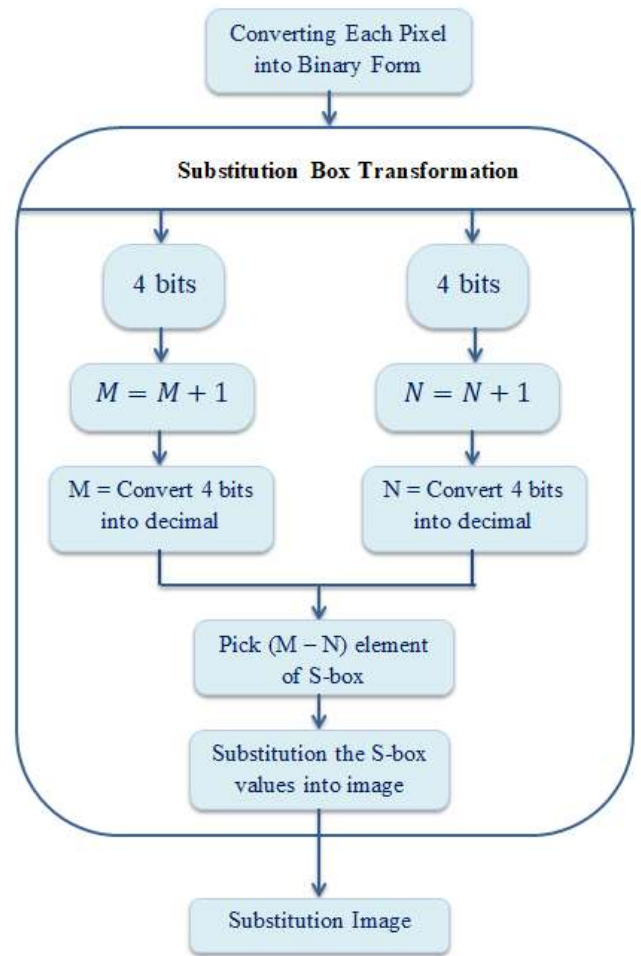 Converting Each Pixel
into Binary Form
Substitution Box Transformation
4 bits
4 bits
M = M + 1
N = N + 1
M = Convert 4 bits
into decimal
N = Convert 4 bits
into decimal
Pick (M – N) element
of S-box
Substitution the S-box
values into image
Substitution Image